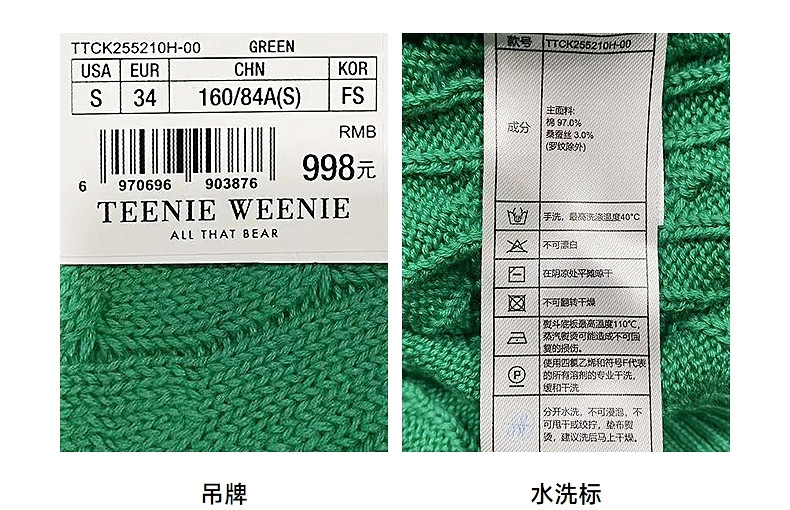 TTCK255210H-00 GREEN
USA EUR CHN KOR
S 34 160/84A(S) FS
RMB
998元
6 970696 903876
TEENIE WEENIE
ALL THAT BEAR
款号 TTCK255210H-00
成分
主面料:
棉 97.0%
桑蚕丝 3.0%
(罗纹除外)
手洗，最高洗涤温度40℃
不可漂白
在阴凉处平摊晾干
不可翻转干燥
熨斗底板最高温度110℃，
蒸汽熨烫可能造成不可回
复的损伤。
P
使用四氯乙烯和符号F代表
的所有溶剂的专业干洗，
缓和干洗
分开水洗，不可浸泡，不
可甩干或绞拧，垫布熨
烫，建议洗后马上干燥。
吊牌
水洗标